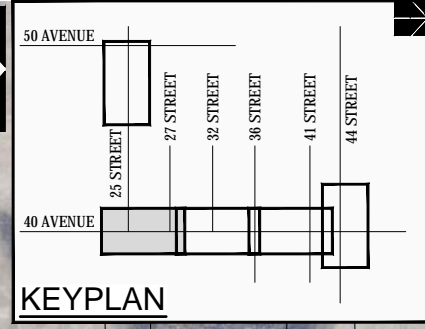 50 AVENUE
25 STREET
27 STREET
32 STREET
36 STREET
41 STREET
44 STREET
40 AVENUE
KEYPLAN